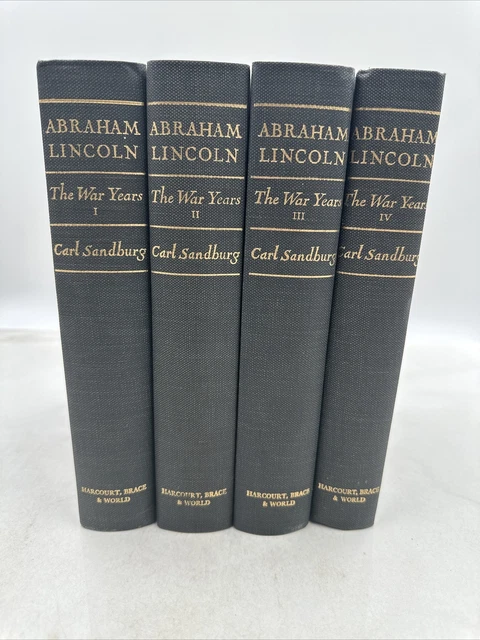 ABRAHAM
LINCOLN
The War Years
I
Carl Sandburg
HARCOURT, BRACE
& WORLD
ABRAHAM
LINCOLN
The War Years
II
Carl Sandburg
HARCOURT, BRACE
& WORLD
ABRAHAM
LINCOLN
The War Years
III
Carl Sandburg
HARCOURT, BRACE
& WORLD
ABRAHAM
LINCOLN
The War Years
IV
Carl Sandburg
HARCOURT, BRACE
& WORLD